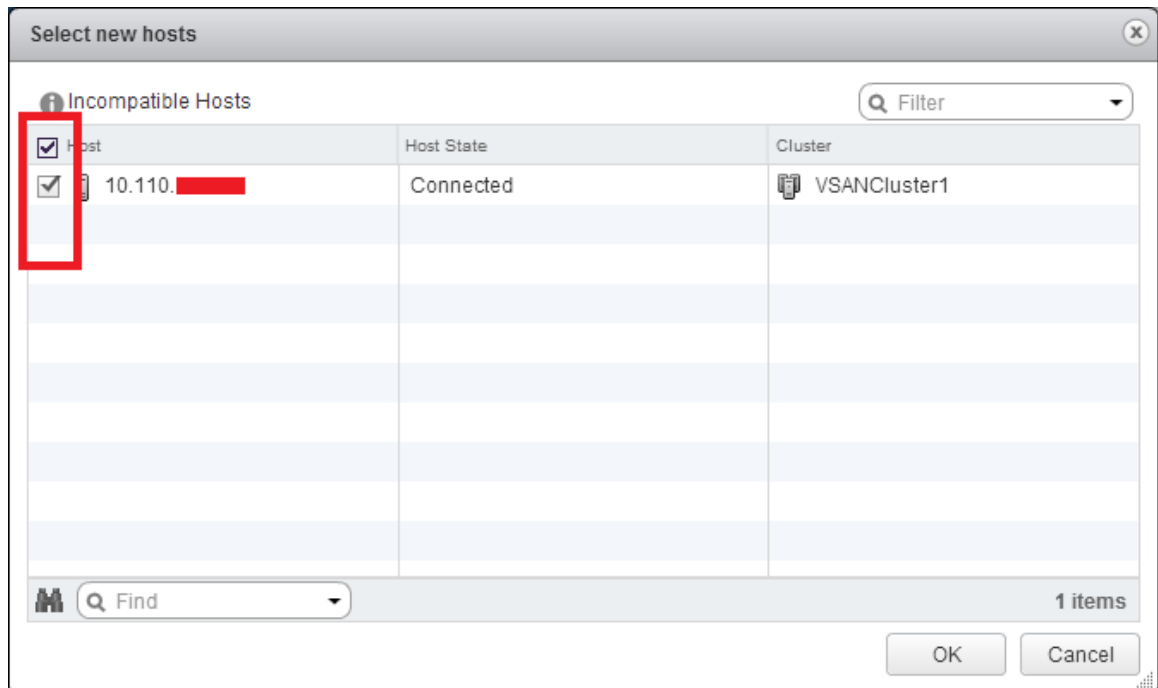 Select new hosts
Incompatible Hosts
Filter
Host Host State Cluster
10.110. Connected VSANCluster1
Find 1 items
OK Cancel